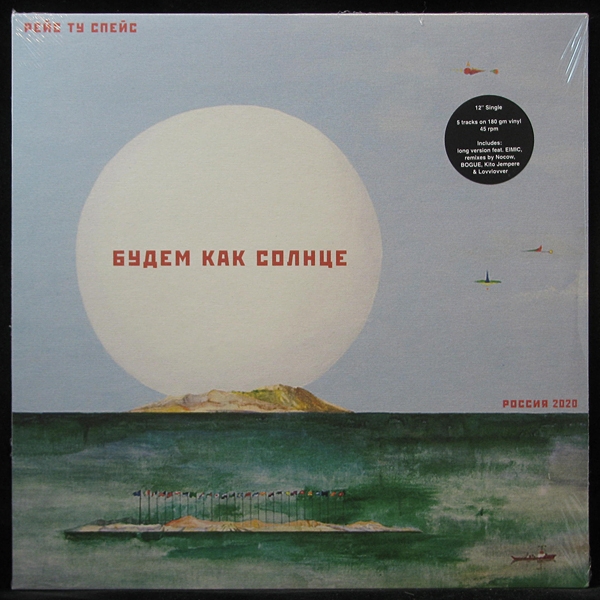 РЕЙС ТУ СПЕЙС
12" Single
5 tracks on 180 gm vinyl
45 rpm
Includes:
long version feat. EIMIC,
remixes by Nocow,
BOGUE, Kito Jempere
& Lovvlovver
БУДЕМ КАК СОЛНЦЕ
РОССИЯ 2020